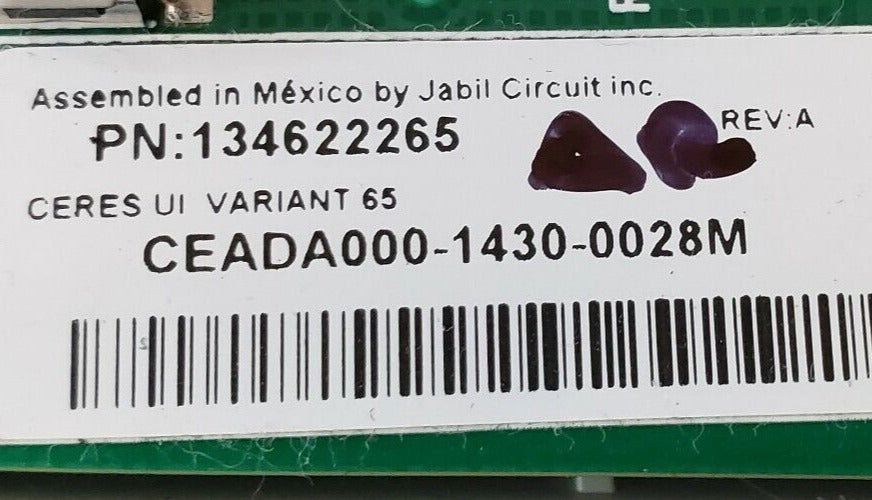 Assembled in México by Jabil Circuit inc.
PN:134622265
REV:A
CERES UI VARIANT 65
CEADA000-1430-0028M